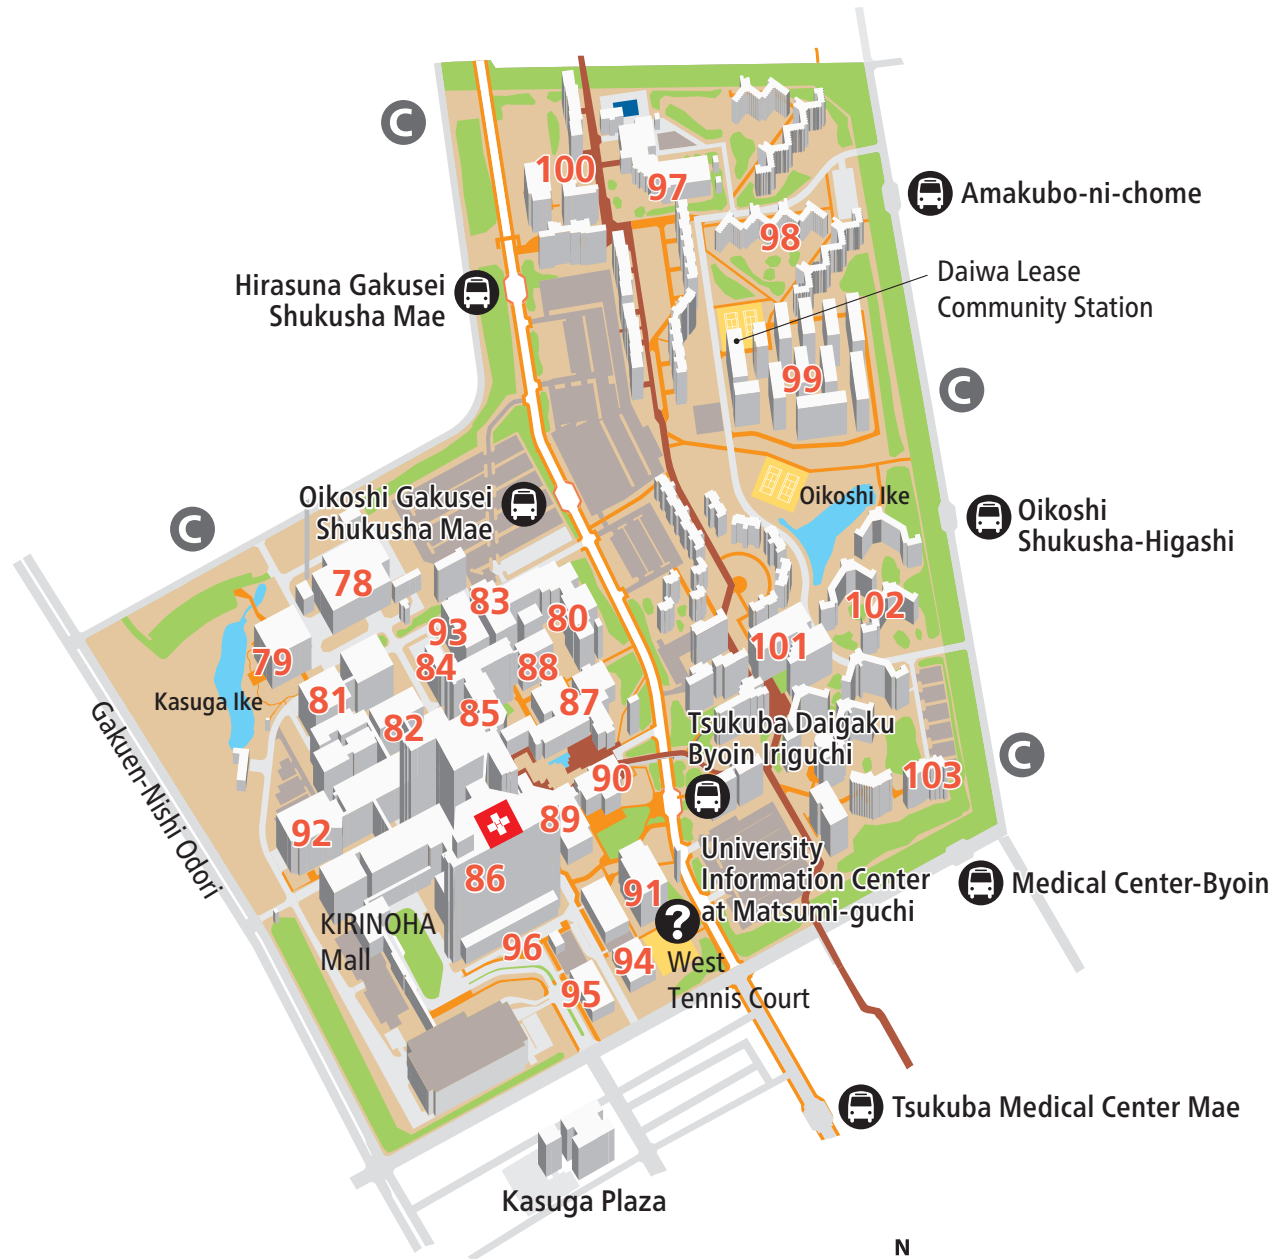 C
100
97
Amakubo-ni-chome
98
Hirasuna Gakusei
Shukusha Mae
Daiwa Lease
Community Station
99
C
Oikoshi Gakusei
Shukusha Mae
Oikoshi Ike
Oikoshi
Shukusha-Higashi
C
78
83
80
102
93
101
79
84
88
Kasuga Ike
81
82
85
87
Gakuen-Nishi Odori
Tsukuba Daigaku
Byoin Iriguchi
C
90
103
92
89
University
Information Center
at Matsumi-guchi
86
91
?
Medical Center-Byoin
KIRINOHA
Mall
96
94
West
Tennis Court
95
Tsukuba Medical Center Mae
Kasuga Plaza
N